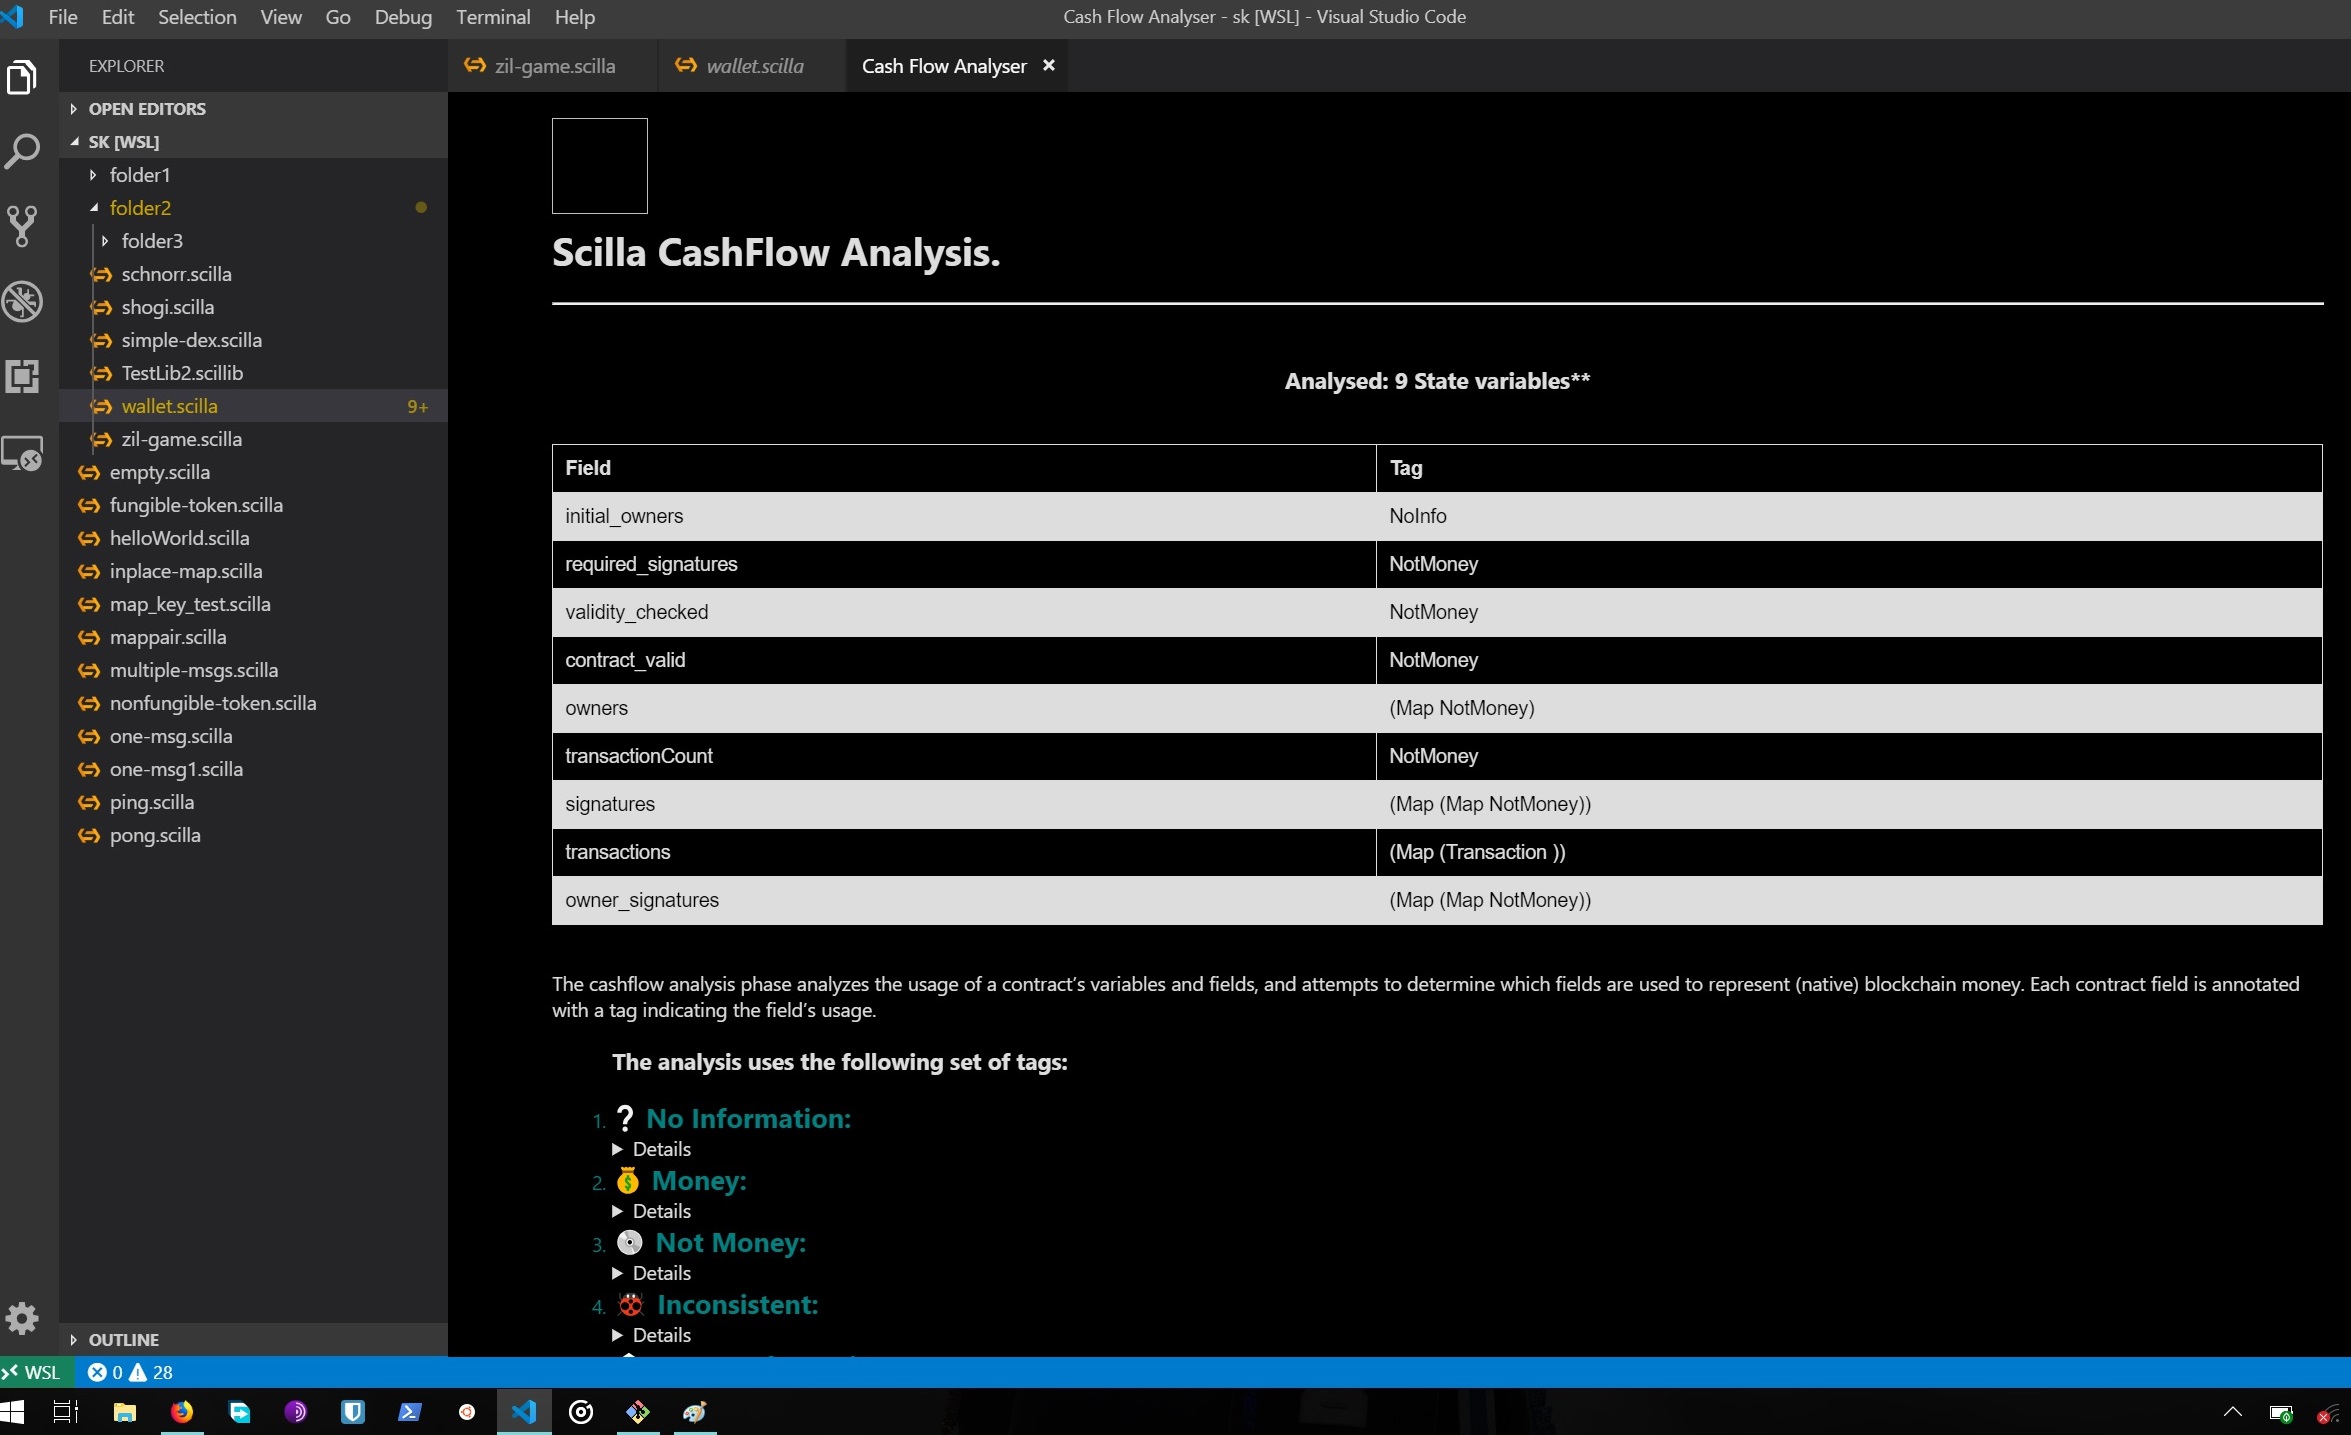 File Edit Selection View Go Debug Terminal Help
Cash Flow Analyser - sk [WSL] - Visual Studio Code
EXPLORER
OPEN EDITORS
SK [WSL]
folder1
folder2
folder3
schnorr.scilla
shogi.scilla
simple-dex.scilla
TestLib2.scillib
wallet.scilla 9+
zil-game.scilla
empty.scilla
fungible-token.scilla
helloWorld.scilla
inplace-map.scilla
map_key_test.scilla
mappair.scilla
multiple-msgs.scilla
nonfungible-token.scilla
one-msg.scilla
one-msg1.scilla
ping.scilla
pong.scilla
OUTLINE
zil-game.scilla
wallet.scilla
Cash Flow Analyser
Scilla CashFlow Analysis.
Analysed: 9 State variables**
Field Tag
initial_owners NoInfo
required_signatures NotMoney
validity_checked NotMoney
contract_valid NotMoney
owners (Map NotMoney)
transactionCount NotMoney
signatures (Map (Map NotMoney))
transactions (Map (Transaction ))
owner_signatures (Map (Map NotMoney))
The cashflow analysis phase analyzes the usage of a contract’s variables and fields, and attempts to determine which fields are used to represent (native) blockchain money. Each contract field is annotated
with a tag indicating the field’s usage.
The analysis uses the following set of tags:
1. ❓ No Information:
Details
2. 💰 Money:
Details
3. 💿 Not Money:
Details
4. 🐞 Inconsistent:
Details
WSL 0 28